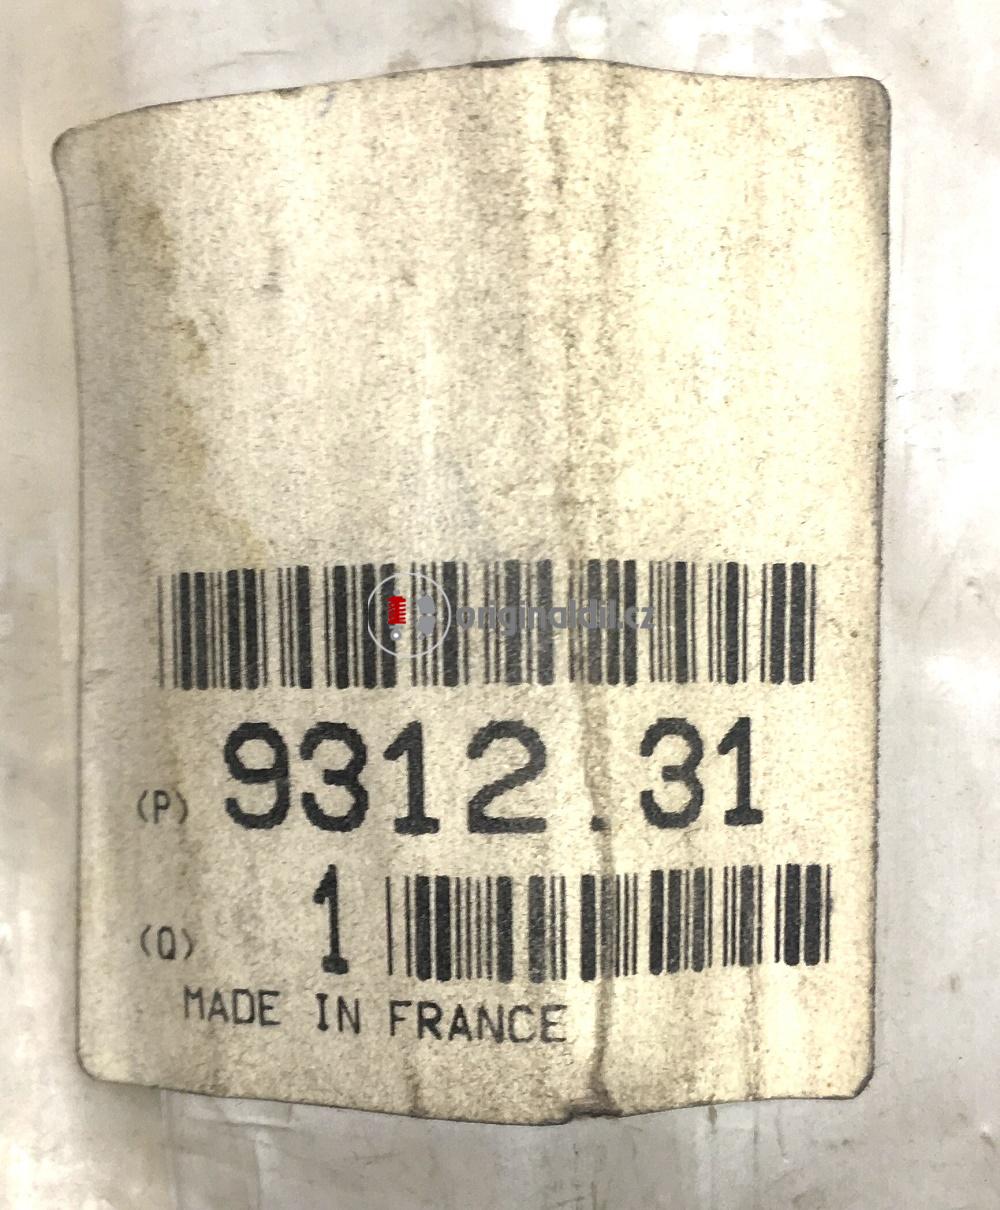 originaldil.cz
(P) 9312.31
(Q) 1
MADE IN FRANCE